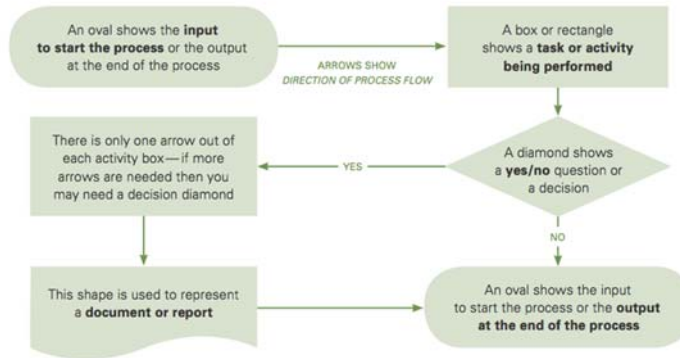 An oval shows the input
to start the process or the output
at the end of the process
ARROWS SHOW
DIRECTION OF PROCESS FLOW
A box or rectangle
shows a task or activity
being performed
A diamond shows
a yes/no question or
a decision
YES
There is only one arrow out of
each activity box—if more
arrows are needed then you
may need a decision diamond
NO
This shape is used to represent
a document or report
An oval shows the input
to start the process or the output
at the end of the process